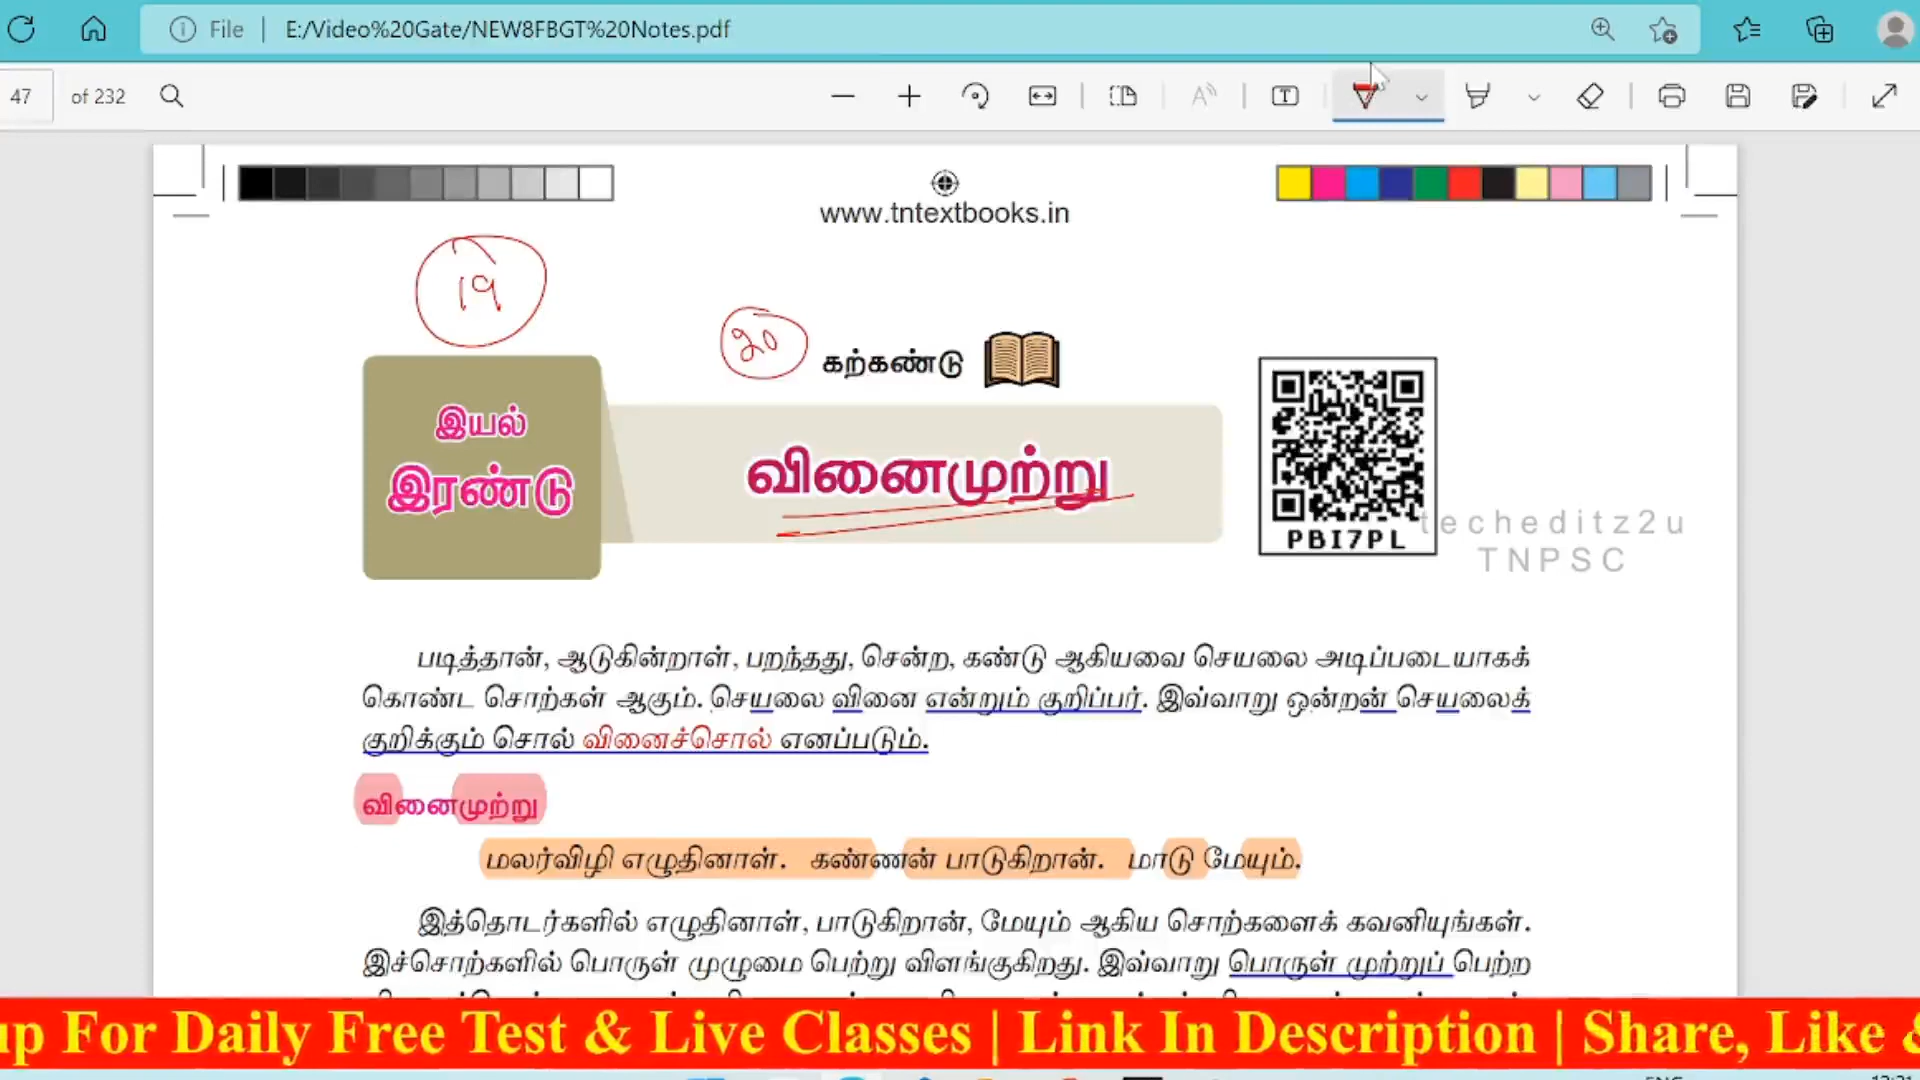 File E:/Video%20Gate/NEW8FBGT%20Notes.pdf
47 of 232
www.tntextbooks.in
19
20 கற்கண்டு
இயல்
இரண்டு
வினைமுற்று
PBI7PL
techeditz2u
TNPSC
படித்தான், ஆடுகின்றாள், பறந்தது, சென்ற, கண்டு ஆகியவை செயலை அடிப்படையாகக்
கொண்ட சொற்கள் ஆகும். செயலை வினை என்றும் குறிப்பர். இவ்வாறு ஒன்றன் செயலைக்
குறிக்கும் சொல் வினைச்சொல் எனப்படும்.
வினைமுற்று
மலர்விழி எழுதினாள். கண்ணன் பாடுகிறான். மாடு மேயும்.
இத்தொடர்களில் எழுதினாள், பாடுகிறான், மேயும் ஆகிய சொற்களைக் கவனியுங்கள்.
இச்சொற்களில் பொருள் முழுமை பெற்று விளங்குகிறது. இவ்வாறு பொருள் முற்றுப் பெற்ற
up For Daily Free Test & Live Classes | Link In Description | Share, Like &